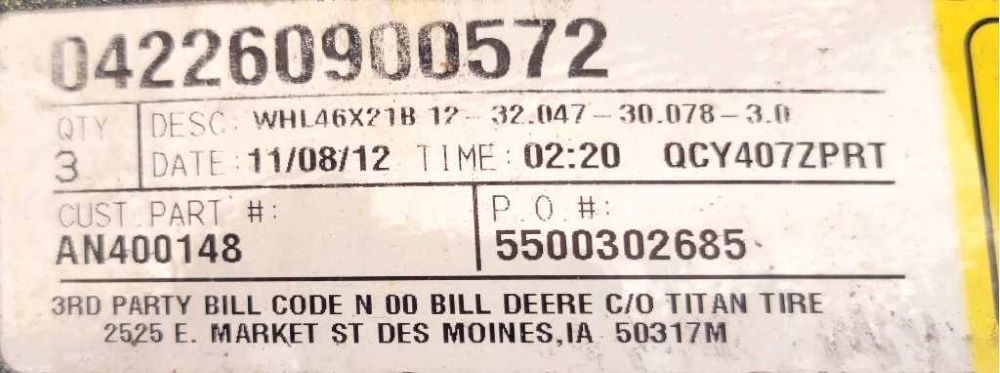 042260900572
QTY DESC: WHL46X21B 12-32.047-30.078-3.0
3 DATE: 11/08/12 TIME: 02:20 QCY407ZPRT
CUST PART #: P.O.#:
AN400148 5500302685
3RD PARTY BILL CODE N 00 BILL DEERE C/O TITAN TIRE
2525 E. MARKET ST DES MOINES,IA 50317M